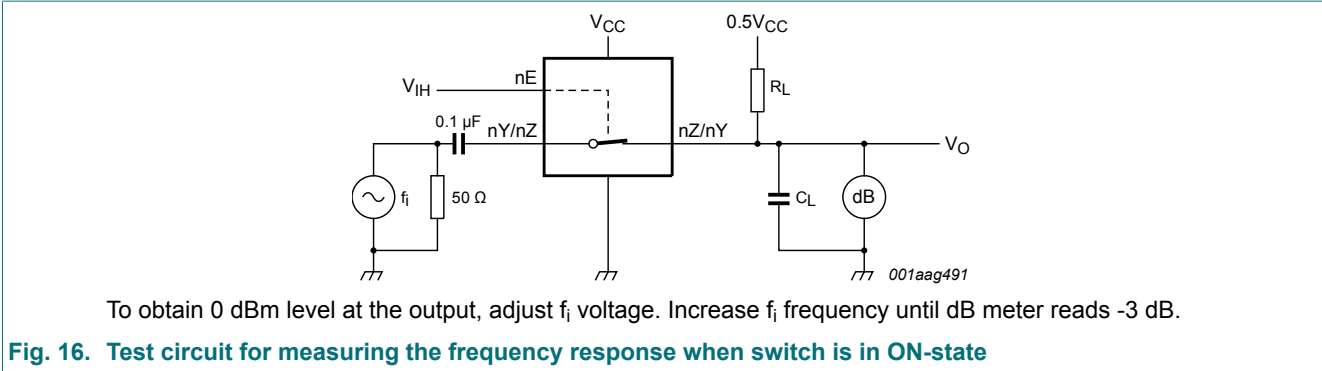 VCC
0.5VCC
nE
VIH
RL
0.1 µF
nY/nZ
nZ/nY
VO
fi
50 Ω
CL
dB
001aag491
To obtain 0 dBm level at the output, adjust fi voltage. Increase fi frequency until dB meter reads -3 dB.
Fig. 16. Test circuit for measuring the frequency response when switch is in ON-state